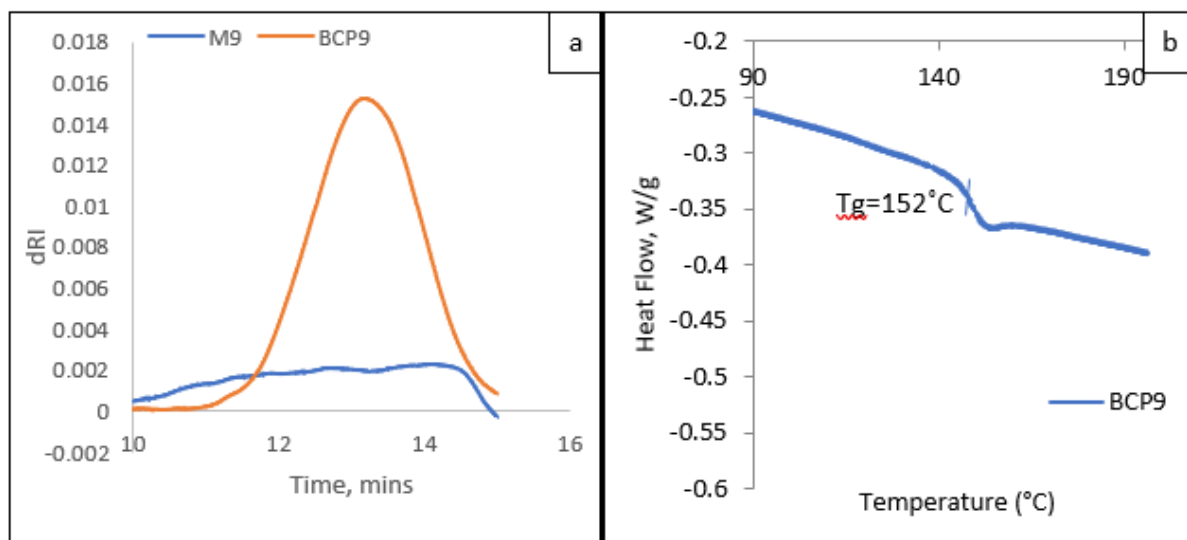 M9 BCP9
a
0.018
0.016
0.014
0.012
0.01
0.008
0.006
0.004
0.002
0
-0.002
dRI
10 12 14 16
Time, mins
b
-0.2
90 140 190
-0.25
-0.3
-0.35
-0.4
-0.45
-0.5
-0.55
-0.6
Heat Flow, W/g
Tg=152°C
BCP9
Temperature (°C)